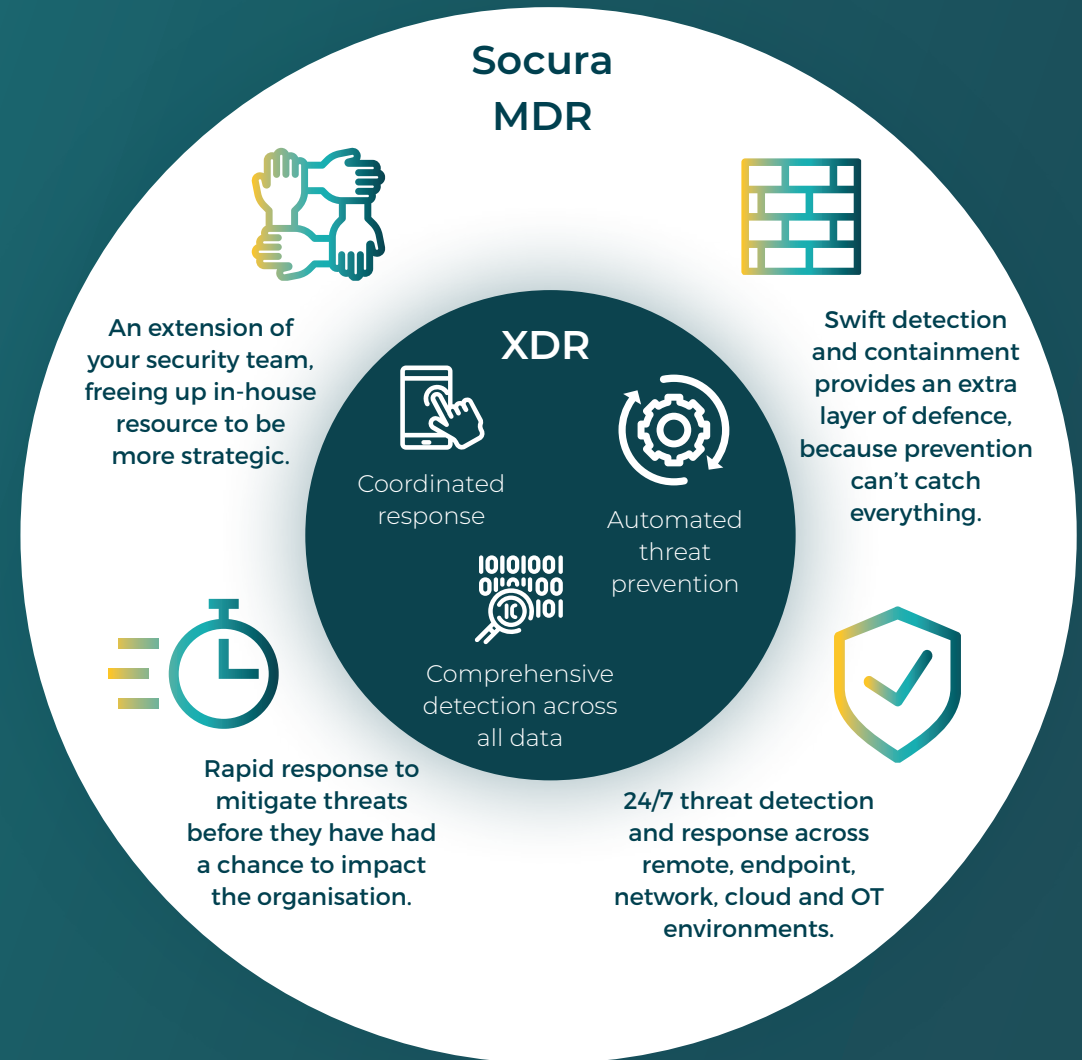 Socura
MDR
An extension of
your security team,
freeing up in-house
resource to be
more strategic.
Swift detection
and containment
provides an extra
layer of defence,
because prevention
can't catch
everything.
XDR
Coordinated
response
Automated
threat
prevention
Comprehensive
detection across
all data
Rapid response to
mitigate threats
before they have had
a chance to impact
the organisation.
24/7 threat detection
and response across
remote, endpoint,
network, cloud and OT
environments.